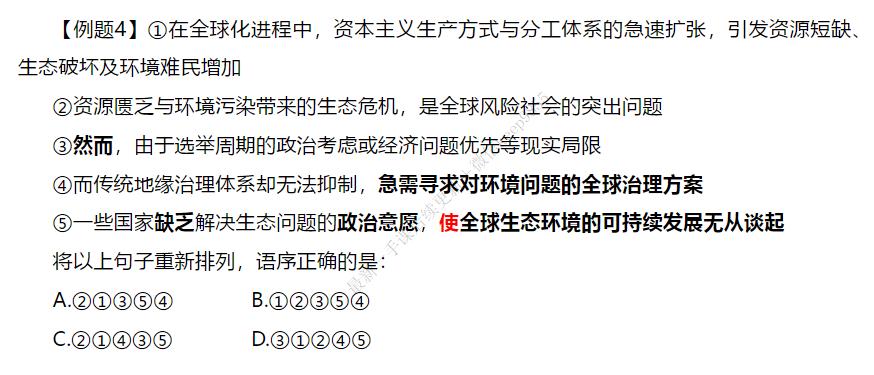 【例题4】①在全球化进程中，资本主义生产方式与分工体系的急速扩张，引发资源短缺、
生态破坏及环境难民增加
②资源匮乏与环境污染带来的生态危机，是全球风险社会的突出问题
③然而，由于选举周期的政治考虑或经济问题优先等现实局限
④而传统地缘治理体系却无法抑制，急需寻求对环境问题的全球治理方案
⑤一些国家缺乏解决生态问题的政治意愿，使全球生态环境的可持续发展无从谈起
将以上句子重新排列，语序正确的是：
A.②①③⑤④ B.①②③⑤④
C.②①④③⑤ D.③①②④⑤